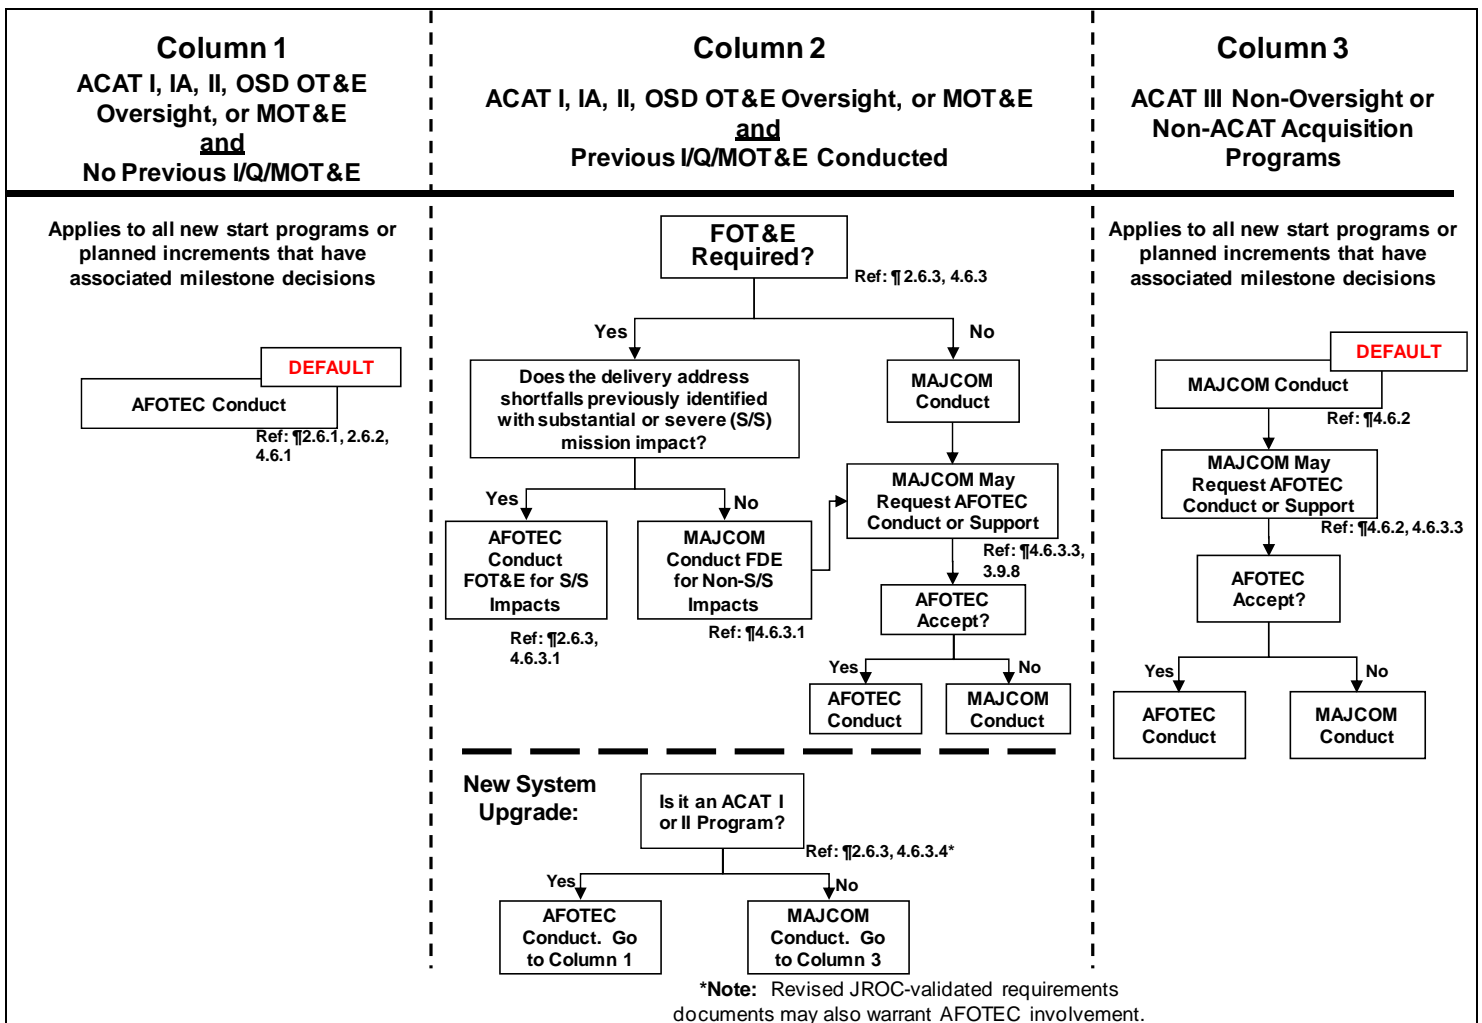 Column 1
ACAT I, IA, II, OSD OT&E
Oversight, or MOT&E
and
No Previous I/Q/MOT&E
Applies to all new start programs or
planned increments that have
associated milestone decisions
DEFAULT
AFOTEC Conduct
Ref: ¶2.6.1, 2.6.2,
4.6.1
Column 2
ACAT I, IA, II, OSD OT&E Oversight, or MOT&E
and
Previous I/Q/MOT&E Conducted
FOT&E
Required?
Ref: ¶ 2.6.3, 4.6.3
Yes
No
Does the delivery address
shortfalls previously identified
with substantial or severe (S/S)
mission impact?
MAJCOM
Conduct
Yes
No
AFOTEC
Conduct
FOT&E for S/S
Impacts
Ref: ¶2.6.3,
4.6.3.1
MAJCOM
Conduct FDE
for Non-S/S
Impacts
Ref: ¶4.6.3.1
MAJCOM May
Request AFOTEC
Conduct or Support
Ref: ¶4.6.3.3,
3.9.8
AFOTEC
Accept?
Yes
No
AFOTEC
Conduct
MAJCOM
Conduct
New System
Upgrade:
Is it an ACAT I
or II Program?
Ref: ¶2.6.3, 4.6.3.4*
Yes
No
AFOTEC
Conduct. Go
to Column 1
MAJCOM
Conduct. Go
to Column 3
*Note: Revised JROC-validated requirements
documents may also warrant AFOTEC involvement.
Column 3
ACAT III Non-Oversight or
Non-ACAT Acquisition
Programs
Applies to all new start programs or
planned increments that have
associated milestone decisions
DEFAULT
MAJCOM Conduct
Ref: ¶4.6.2
MAJCOM May
Request AFOTEC
Conduct or Support
Ref: ¶4.6.2, 4.6.3.3
AFOTEC
Accept?
Yes
No
AFOTEC
Conduct
MAJCOM
Conduct